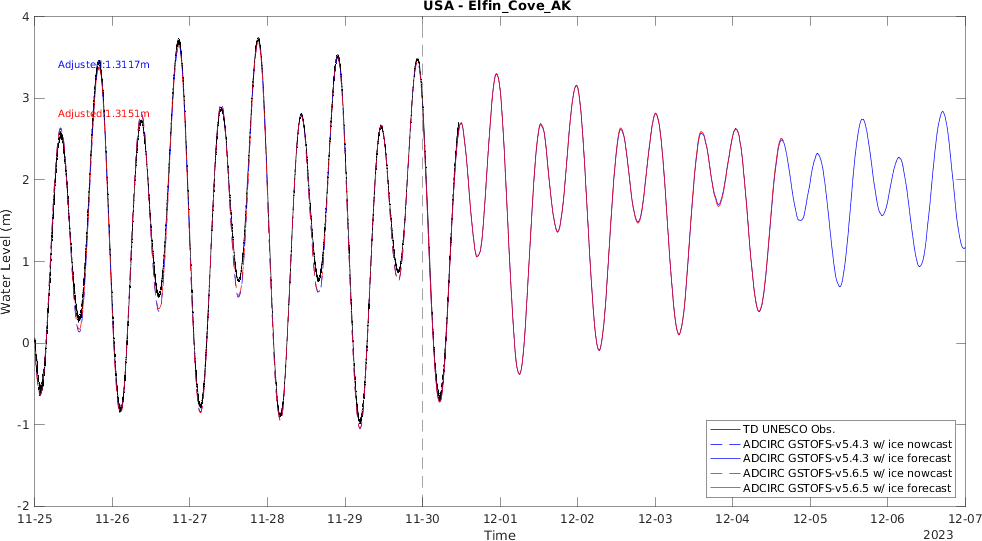 USA - Elfin_Cove_AK
Adjusted:1.3117m
Adjusted:1.3151m
Water Level (m)
4
3
2
1
0
-1
-2
TD UNESCO Obs.
ADCIRC GSTOFS-v5.4.3 w/ ice nowcast
ADCIRC GSTOFS-v5.4.3 w/ ice forecast
ADCIRC GSTOFS-v5.6.5 w/ ice nowcast
ADCIRC GSTOFS-v5.6.5 w/ ice forecast
11-25 11-26 11-27 11-28 11-29 11-30 12-01 12-02 12-03 12-04 12-05 12-06 12-07
Time
2023